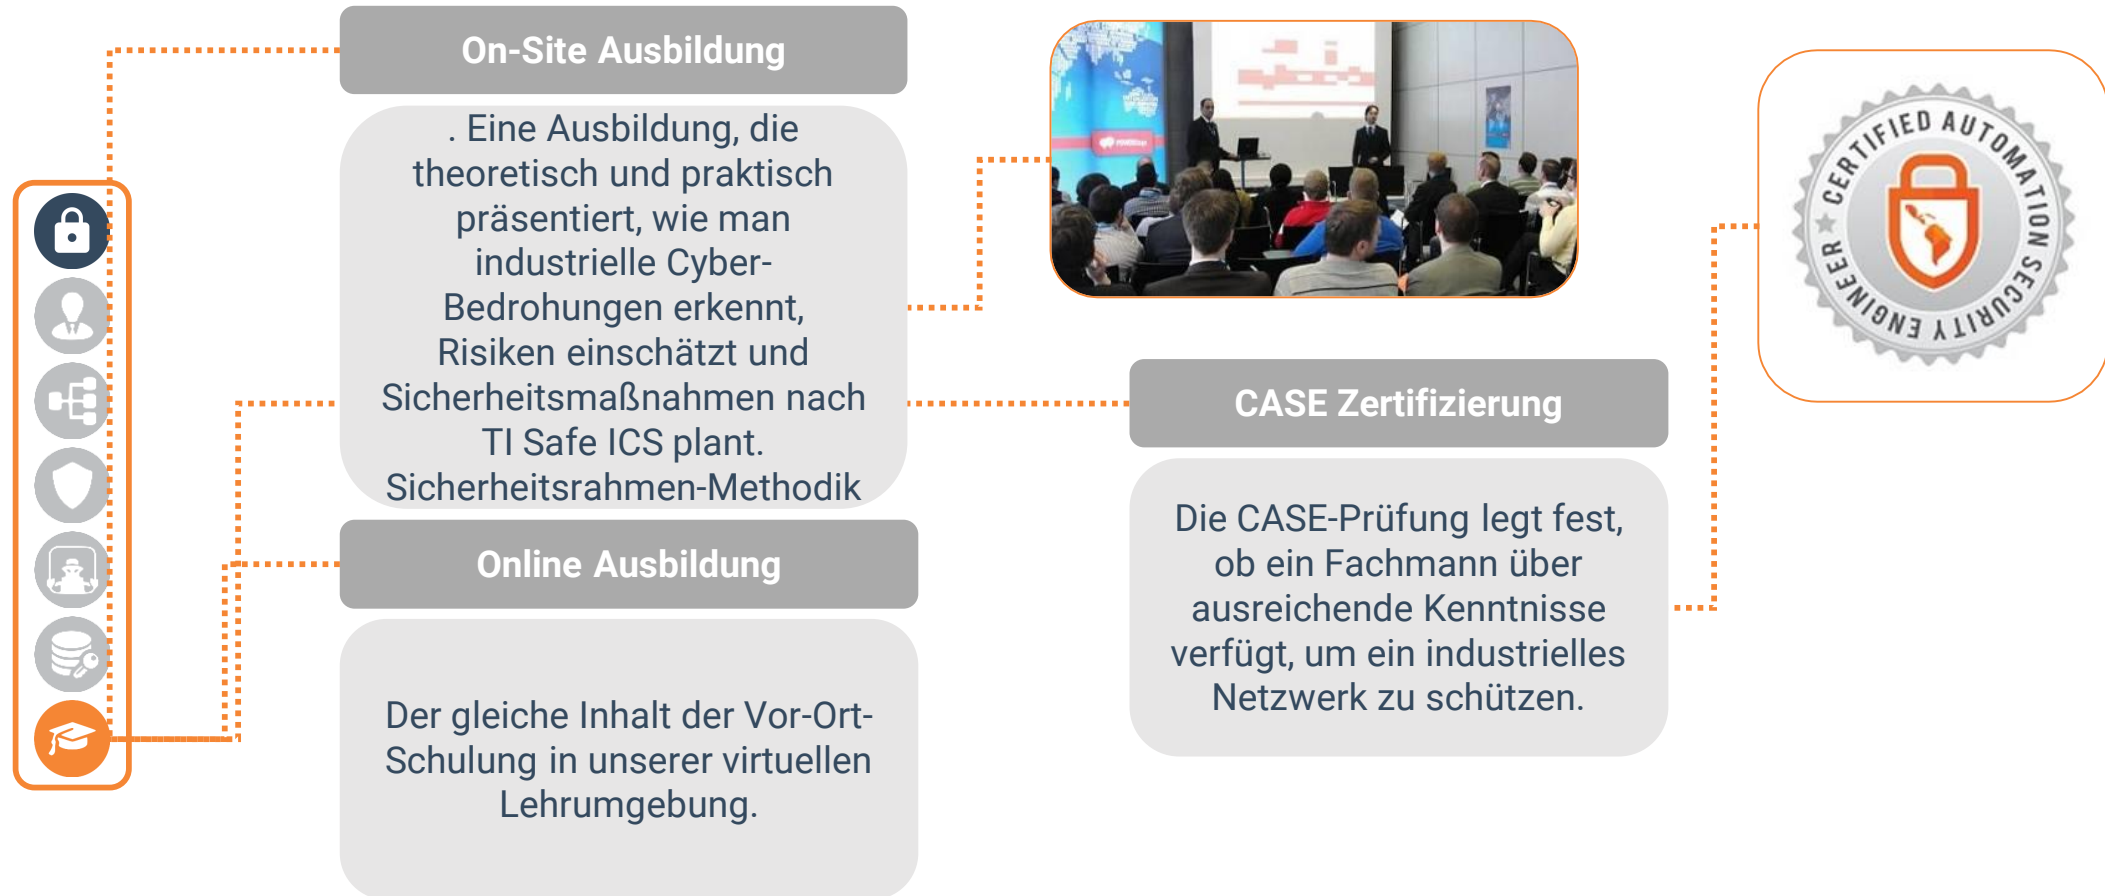 On-Site Ausbildung
. Eine Ausbildung, die
theoretisch und praktisch
präsentiert, wie man
industrielle Cyber-
Bedrohungen erkennt,
Risiken einschätzt und
Sicherheitsmaßnahmen nach
TI Safe ICS plant.
Sicherheitsrahmen-Methodik
Online Ausbildung
Der gleiche Inhalt der Vor-Ort-
Schulung in unserer virtuellen
Lehrumgebung.
CASE Zertifizierung
Die CASE-Prüfung legt fest,
ob ein Fachmann über
ausreichende Kenntnisse
verfügt, um ein industrielles
Netzwerk zu schützen.
CERTIFIED AUTOMATION SECURITY ENGINEER